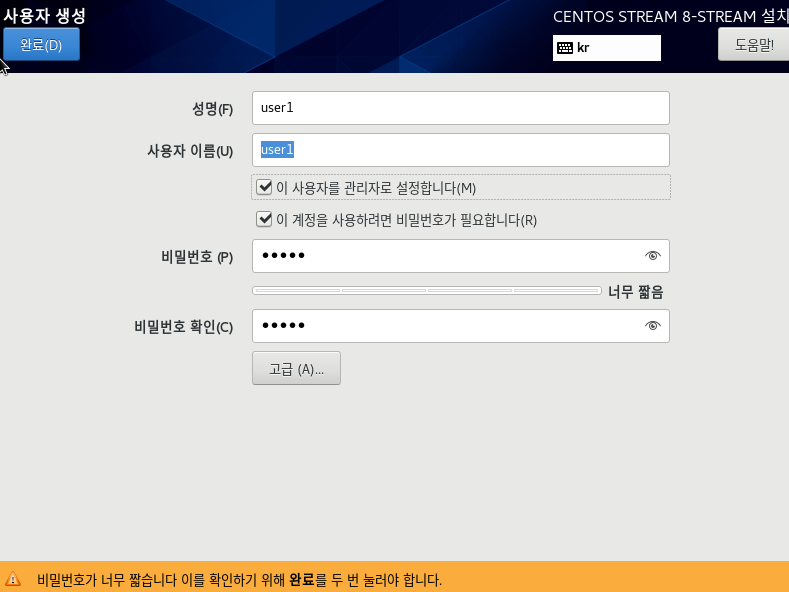 사용자 생성
CENTOS STREAM 8-STREAM 설치
완료(D)
kr
도움말!
성명(F)
user1
사용자 이름(U)
user1
이 사용자를 관리자로 설정합니다(M)
이 계정을 사용하려면 비밀번호가 필요합니다(R)
비밀번호 (P)
●●●●●
너무 짧음
비밀번호 확인(C)
●●●●●
고급 (A)...
비밀번호가 너무 짧습니다 이를 확인하기 위해 완료를 두 번 눌러야 합니다.